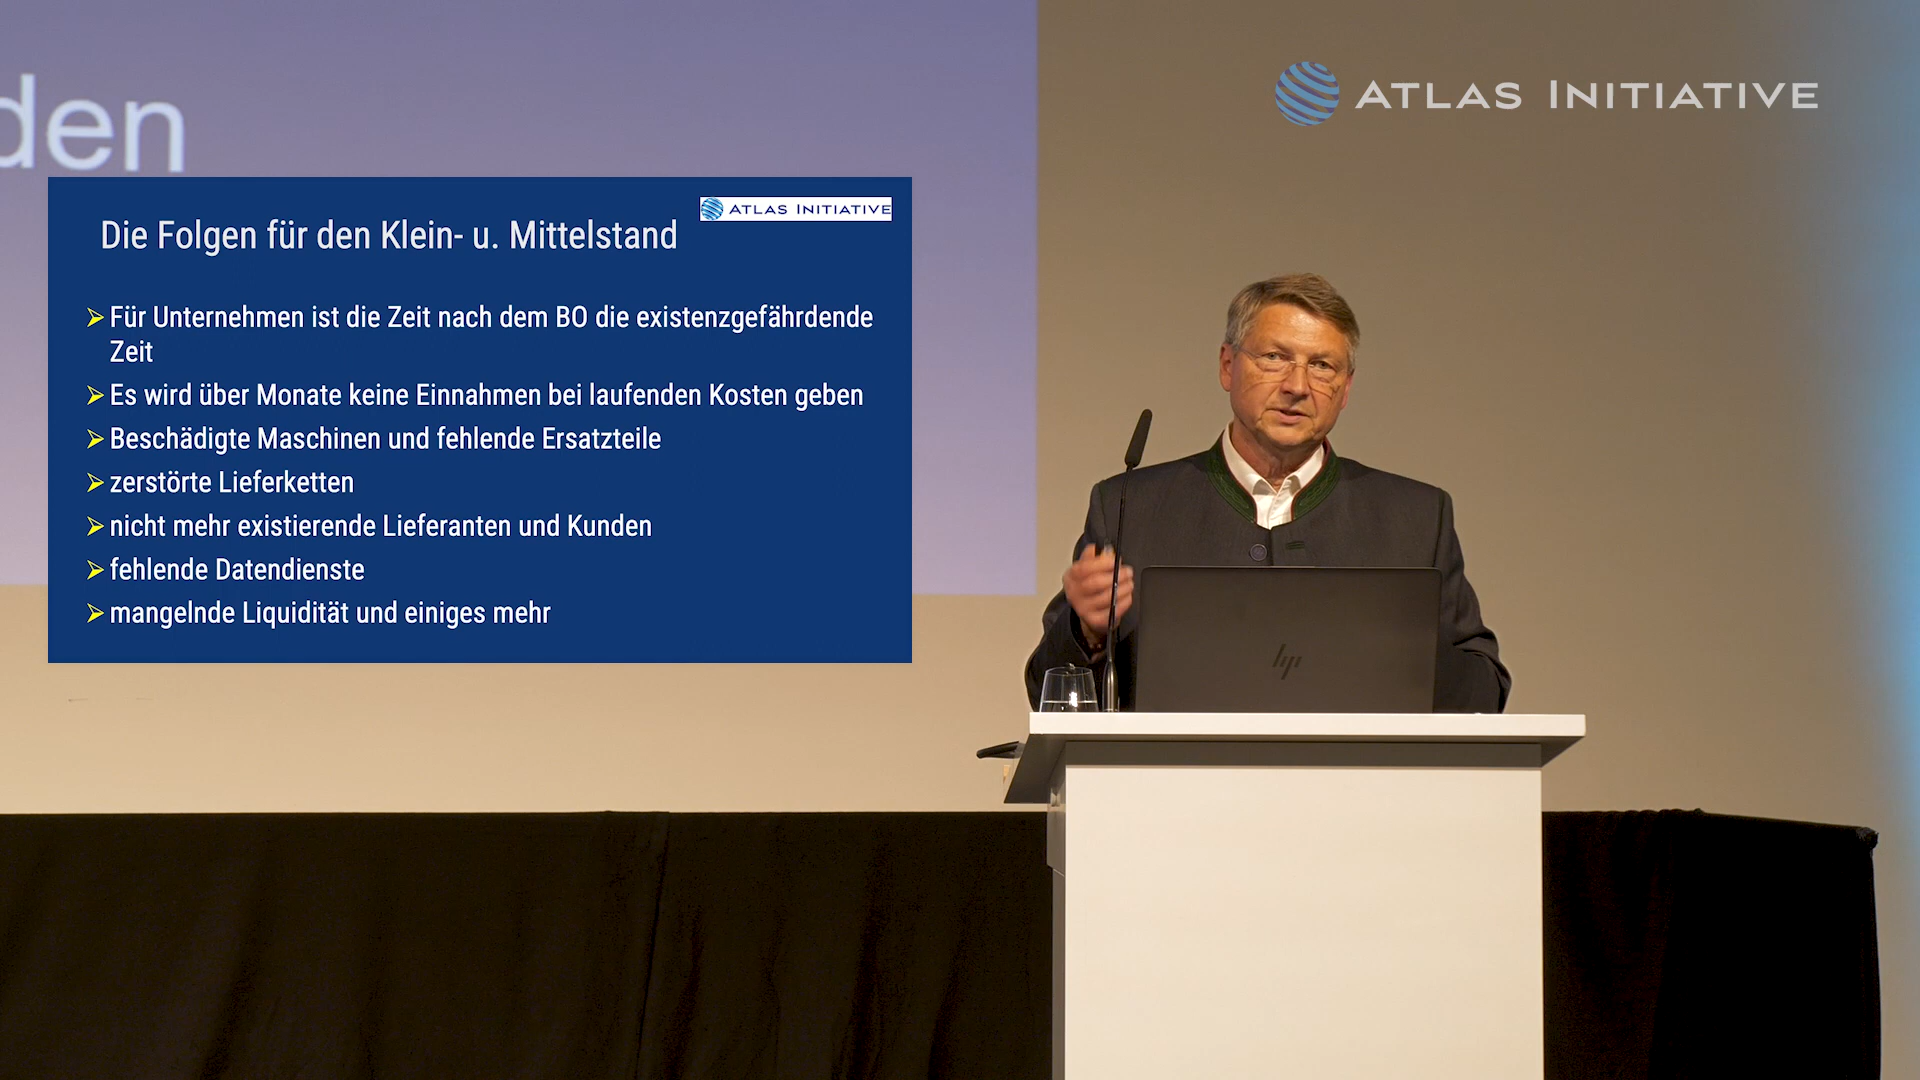 den
ATLAS INITIATIVE
ATLAS INITIATIVE
Die Folgen für den Klein- u. Mittelstand
Für Unternehmen ist die Zeit nach dem BO die existenzgefährdende
Zeit
Es wird über Monate keine Einnahmen bei laufenden Kosten geben
Beschädigte Maschinen und fehlende Ersatzteile
zerstörte Lieferketten
nicht mehr existierende Lieferanten und Kunden
fehlende Datendienste
mangelnde Liquidität und einiges mehr
hp